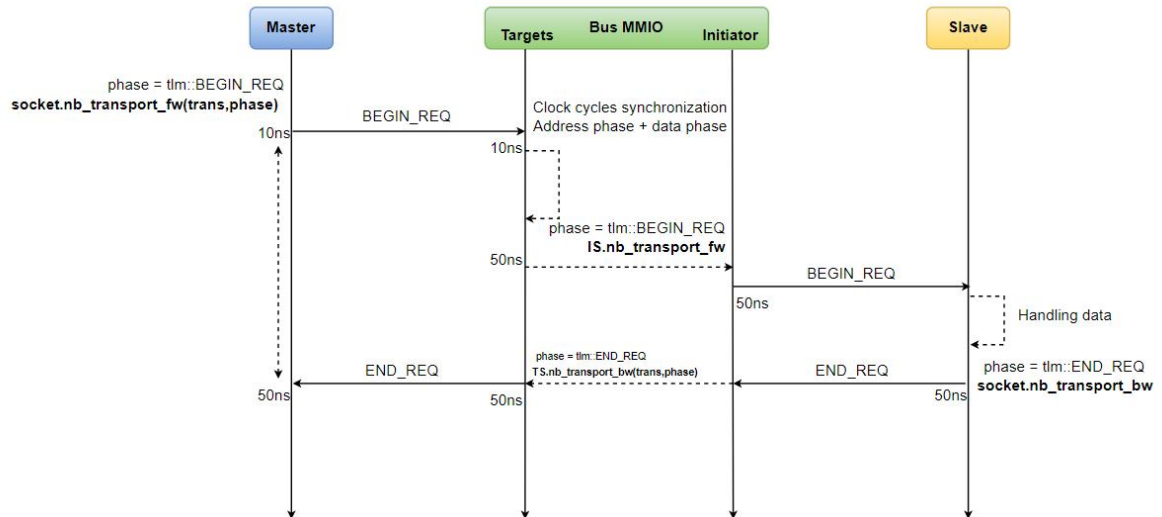 Master
Targets
Bus MMIO
Initiator
Slave
phase = tlm::BEGIN_REQ
socket.nb_transport_fw(trans,phase)
10ns
BEGIN_REQ
Clock cycles synchronization
Address phase + data phase
10ns
phase = tlm::BEGIN_REQ
IS.nb_transport_fw
50ns
BEGIN_REQ
50ns
Handling data
phase = tlm::END_REQ
TS.nb_transport_bw(trans,phase)
END_REQ
END_REQ
phase = tlm::END_REQ
socket.nb_transport_bw
50ns
50ns
50ns